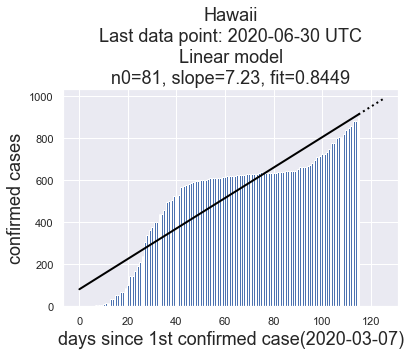 Hawaii
Last data point: 2020-06-30 UTC
Linear model
n0=81, slope=7.23, fit=0.8449
1000
800
600
400
200
0
confirmed cases
0 20 40 60 80 100 120
days since 1st confirmed case(2020-03-07)